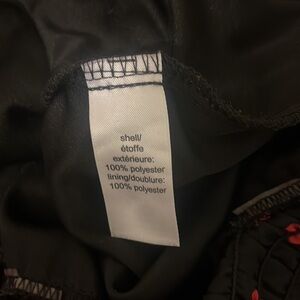 shell/
étoffe
extérieure:
100% polyester
lining/doublure:
100% polyester